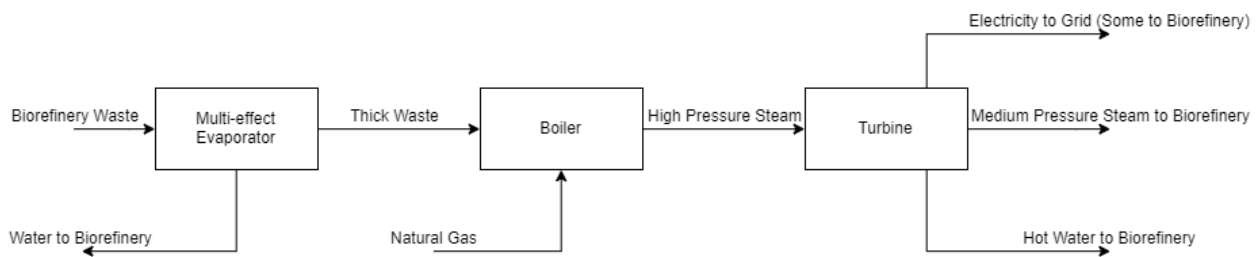 Electricity to Grid (Some to Biorefinery)
Biorefinery Waste
Multi-effect
Evaporator
Thick Waste
Boiler
High Pressure Steam
Turbine
Medium Pressure Steam to Biorefinery
Water to Biorefinery
Natural Gas
Hot Water to Biorefinery